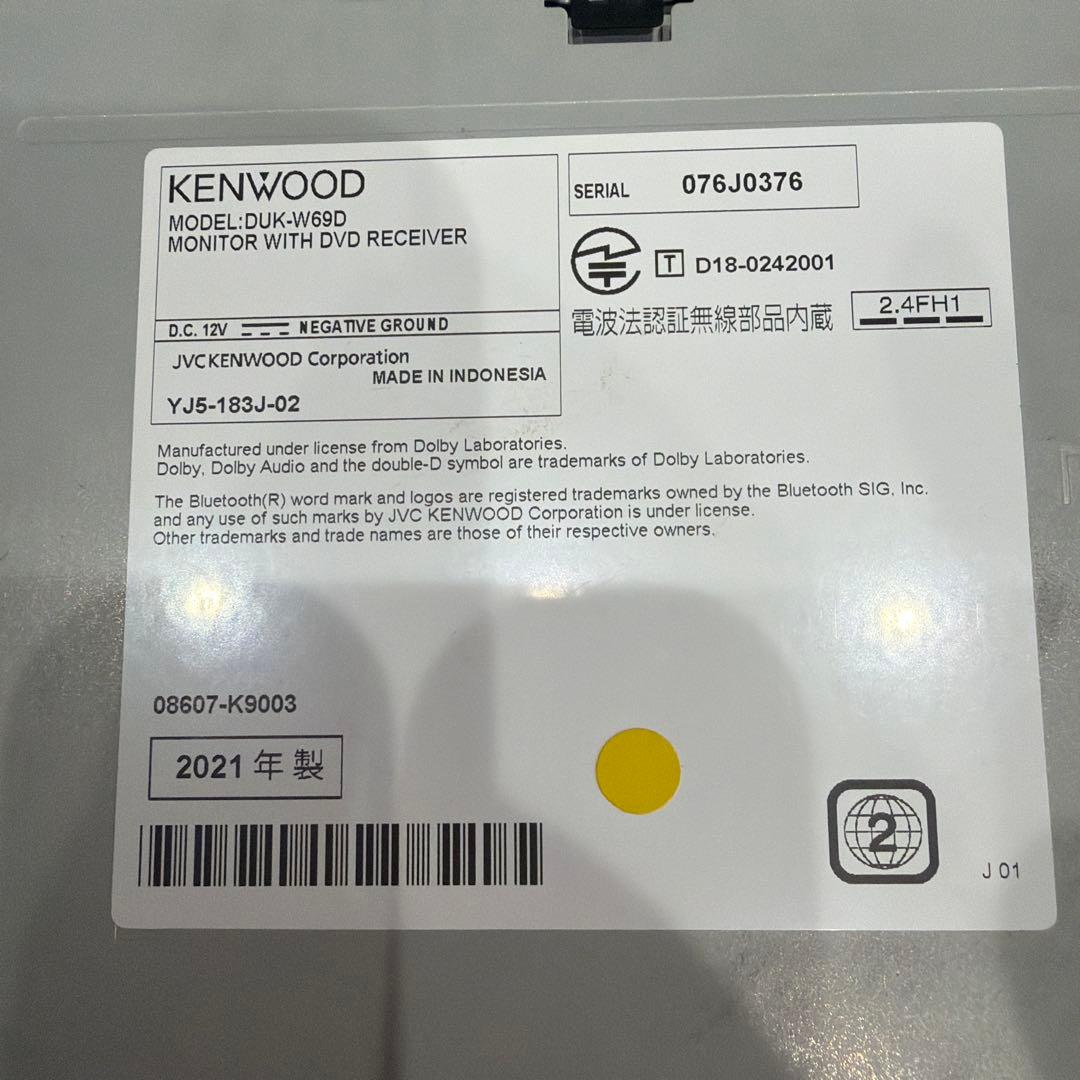 KENWOOD
MODEL:DUK-W69D
MONITOR WITH DVD RECEIVER
D.C. 12V NEGATIVE GROUND
JVCKENWOOD Corporation
MADE IN INDONESIA
YJ5-183J-02
SERIAL 076J0376
T D18-0242001
電波法認証無線部品内蔵 2.4FH1
Manufactured under license from Dolby Laboratories.
Dolby, Dolby Audio and the double-D symbol are trademarks of Dolby Laboratories.
The Bluetooth(R) word mark and logos are registered trademarks owned by the Bluetooth SIG, Inc.
and any use of such marks by JVC KENWOOD Corporation is under license.
Other trademarks and trade names are those of their respective owners.
08607-K9003
2021 年 製
2
J 01